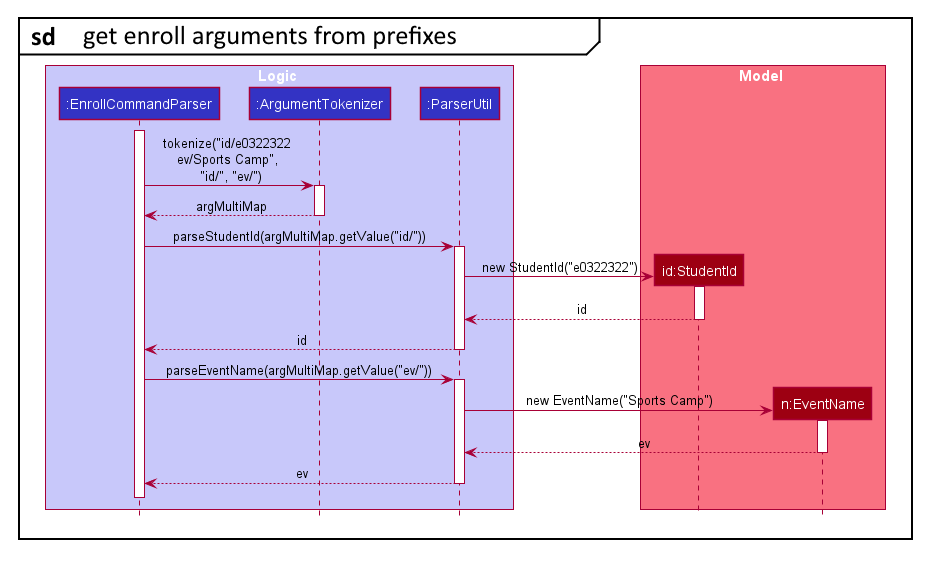 sd get enroll arguments from prefixes
Logic
Model
:EnrollCommandParser
:ArgumentTokenizer
:ParserUtil
tokenize("id/e0322322
ev/Sports Camp",
"id/", "ev/")
argMultiMap
parseStudentId(argMultiMap.getValue("id/"))
new StudentId("e0322322")
id:StudentId
id
id
parseEventName(argMultiMap.getValue("ev/"))
new EventName("Sports Camp")
n:EventName
ev
ev